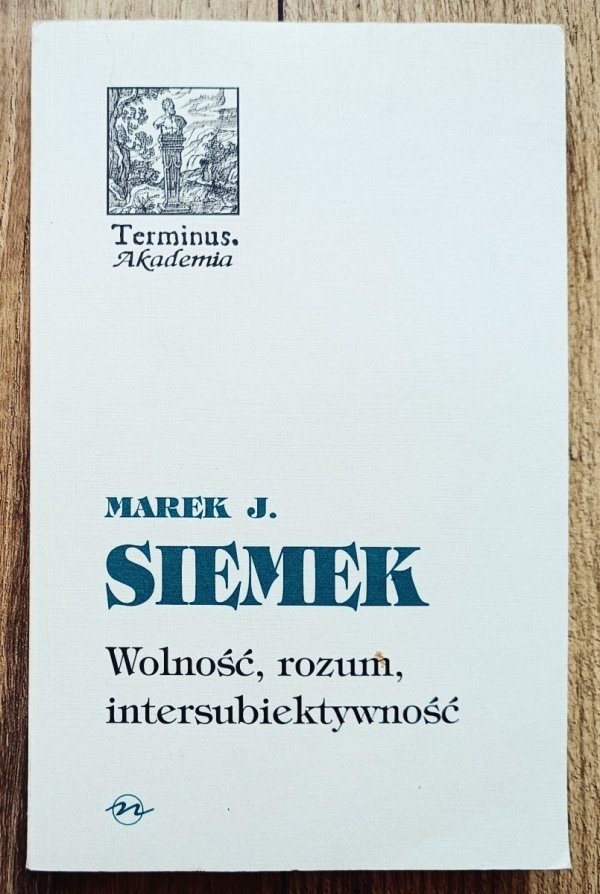 Terminus.
Akademia
MAREK J.
SIEMEK
Wolność, rozum,
intersubiektywność